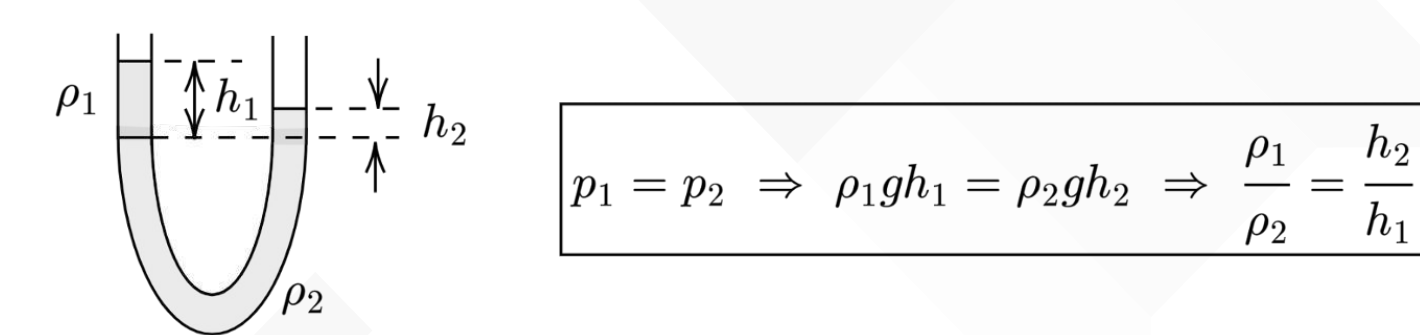 ρ₁
h₁
h₂
ρ₂
p₁ = p₂ ⇒ ρ₁gh₁ = ρ₂gh₂ ⇒ ρ₁/ρ₂ = h₂/h₁